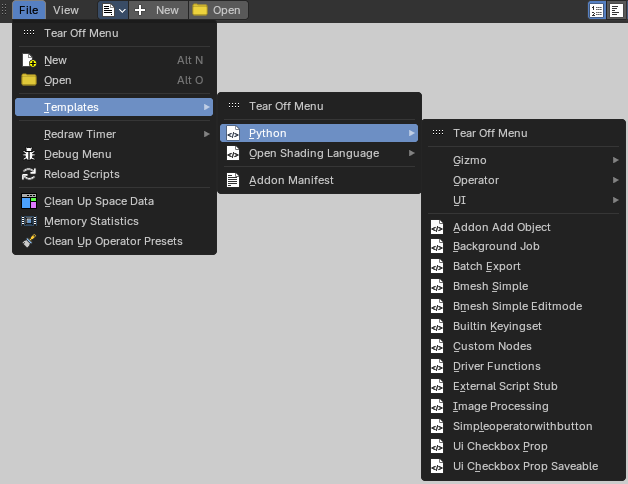 File View New Open
Tear Off Menu
New Alt N
Open Alt O
Templates
Redraw Timer
Debug Menu
Reload Scripts
Clean Up Space Data
Memory Statistics
Clean Up Operator Presets
Tear Off Menu
Python
Open Shading Language
Addon Manifest
Tear Off Menu
Gizmo
Operator
UI
Addon Add Object
Background Job
Batch Export
Bmesh Simple
Bmesh Simple Editmode
Builtin Keyingset
Custom Nodes
Driver Functions
External Script Stub
Image Processing
Simpleoperatorwithbutton
Ui Checkbox Prop
Ui Checkbox Prop Saveable